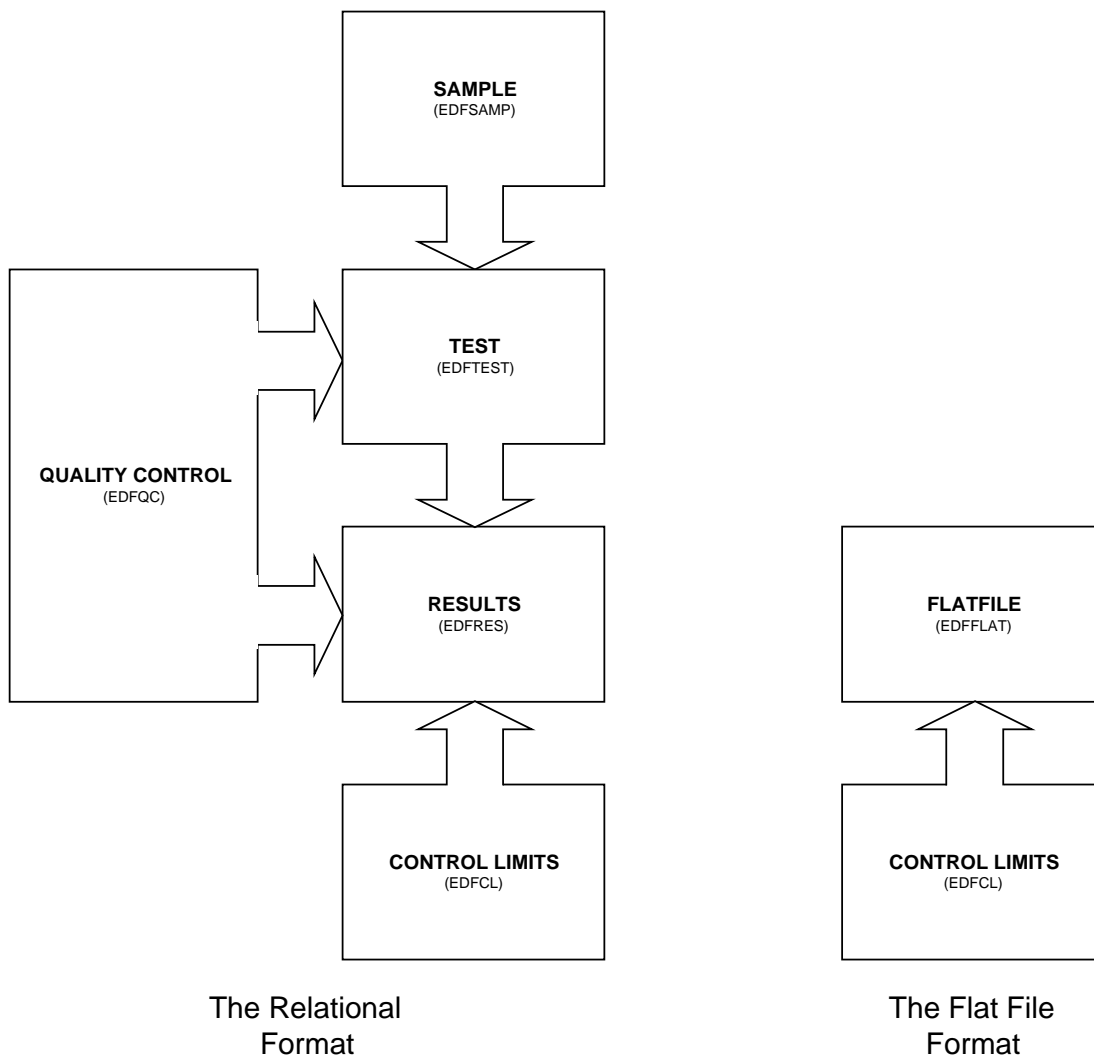 SAMPLE
(EDFSAMP)
TEST
(EDFTEST)
QUALITY CONTROL
(EDFQC)
RESULTS
(EDFRES)
FLATFILE
(EDFFLAT)
CONTROL LIMITS
(EDFCL)
CONTROL LIMITS
(EDFCL)
The Relational
Format
The Flat File
Format